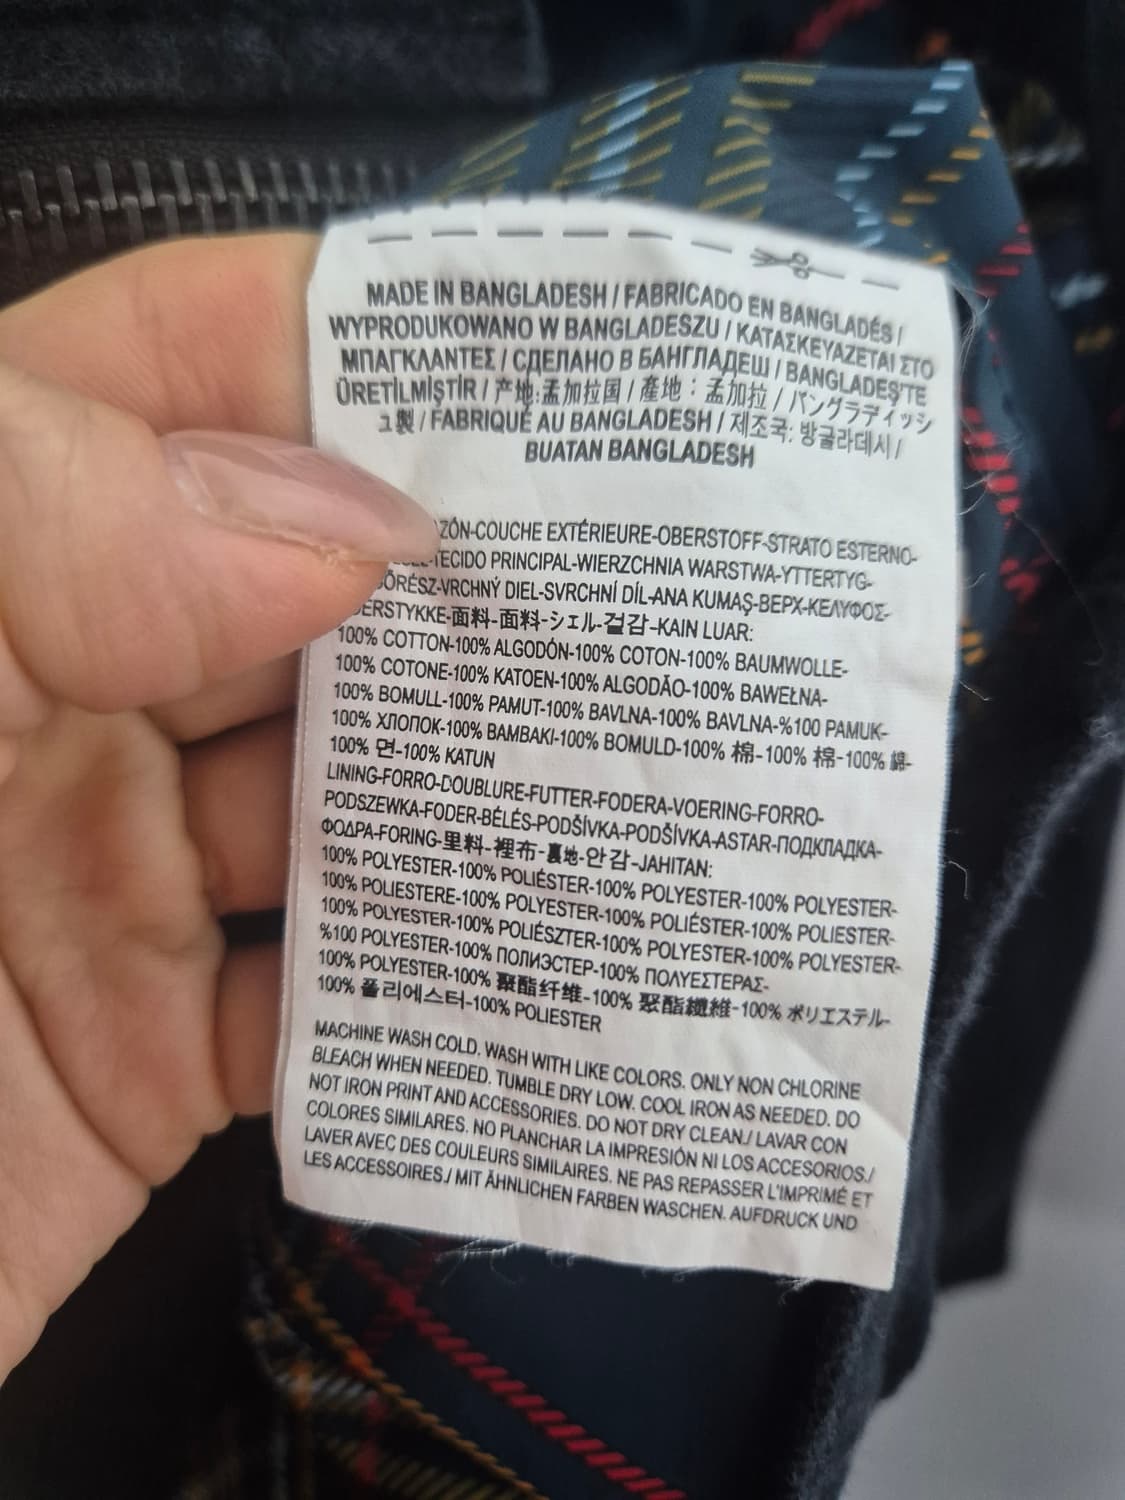 MADE IN BANGLADESH / FABRICADO EN BANGLADÉS /
WYPRODUKOWANO W BANGLADESZU / ΚΑΤΑΣΚΕΥΑΖΕΤΑΙ ΣΤΟ
ΜΠΑΓΚΛΑΝΤΕΣ / СДЕЛАНО В БАНГЛАДЕШ / BANGLADEŞ'TE
ÜRETİLMİŞTİR / 产地:孟加拉国 / 產地:孟加拉 / バングラディッシ
ュ製 / FABRIQUÉ AU BANGLADESH / 제조국: 방글라데시 /
BUATAN BANGLADESH
-COUCHE EXTÉRIEURE-OBERSTOFF-STRATO ESTERNO-
-TECIDO PRINCIPAL-WIERZCHNIA WARSTWA-YTTERTYG-
-VRCHNÝ DIEL-SVRCHNÍ DÍL-ANA KUMAŞ-ВЕРХ-ΚΕΛΥΦΟΣ-
-面料-面料-シェル-겉감-KAIN LUAR:
100% COTTON-100% ALGODÓN-100% COTON-100% BAUMWOLLE-
100% COTONE-100% KATOEN-100% ALGODÃO-100% BAWEŁNA-
100% BOMULL-100% PAMUT-100% BAVLNA-100% BAVLNA-%100 PAMUK-
100% ХЛОПОК-100% ΒΑΜΒΑΚΙ-100% BOMULD-100% 棉-100% 棉-100% 綿-
100% 면-100% KATUN
LINING-FORRO-DOUBLURE-FUTTER-FODERA-VOERING-FORRO-
PODSZEWKA-FODER-BÉLÉS-PODŠÍVKA-PODŠÍVKA-ASTAR-ПОДКЛАДКА-
ΦΟΔΡΑ-FORING-里料-裡布-裏地-안감-JAHITAN:
100% POLYESTER-100% POLIÉSTER-100% POLYESTER-100% POLYESTER-
100% POLIESTERE-100% POLYESTER-100% POLIÉSTER-100% POLIESTER-
100% POLYESTER-100% POLIÉSZTER-100% POLYESTER-100% POLYESTER-
%100 POLYESTER-100% ПОЛИЭСТЕР-100% ΠΟΛΥΕΣΤΕΡΑΣ-
100% POLYESTER-100% 聚酯纤维-100% 聚酯纖維-100% ポリエステル-
100% 폴리에스터-100% POLIESTER
MACHINE WASH COLD. WASH WITH LIKE COLORS. ONLY NON CHLORINE
BLEACH WHEN NEEDED. TUMBLE DRY LOW. COOL IRON AS NEEDED. DO
NOT IRON PRINT AND ACCESSORIES. DO NOT DRY CLEAN./ LAVAR CON
COLORES SIMILARES. NO PLANCHAR LA IMPRESIÓN NI LOS ACCESORIOS./
LAVER AVEC DES COULEURS SIMILAIRES. NE PAS REPASSER L'IMPRIMÉ ET
LES ACCESSOIRES./ MIT ÄHNLICHEN FARBEN WASCHEN. AUFDRUCK UND